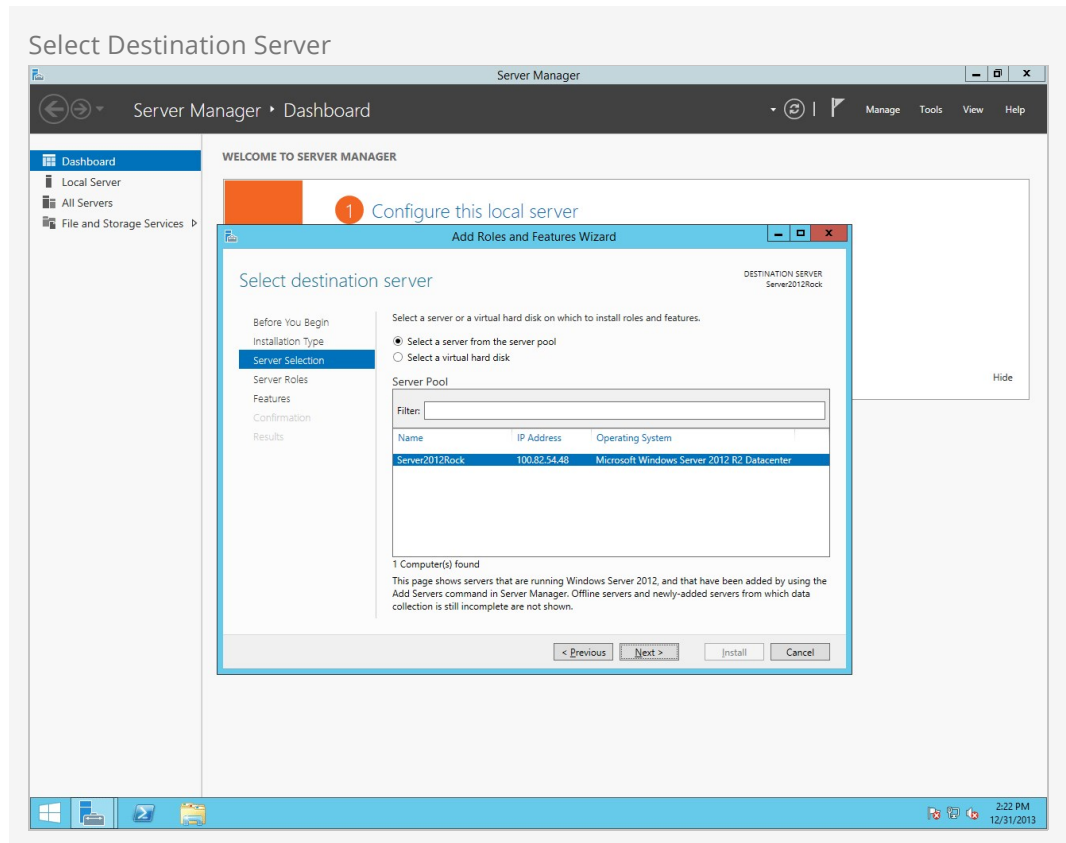 Select Destination Server
Server Manager
Server Manager • Dashboard
Manage Tools View Help
Dashboard
Local Server
All Servers
File and Storage Services
WELCOME TO SERVER MANAGER
1 Configure this local server
Hide
Add Roles and Features Wizard
Select destination server
DESTINATION SERVER
Server2012Rock
Before You Begin
Installation Type
Server Selection
Server Roles
Features
Confirmation
Results
Select a server or a virtual hard disk on which to install roles and features.
Select a server from the server pool
Select a virtual hard disk
Server Pool
Filter:
Name IP Address Operating System
Server2012Rock 100.82.54.48 Microsoft Windows Server 2012 R2 Datacenter
1 Computer(s) found
This page shows servers that are running Windows Server 2012, and that have been added by using the
Add Servers command in Server Manager. Offline servers and newly-added servers from which data
collection is still incomplete are not shown.
< Previous Next > Install Cancel
2:22 PM
12/31/2013